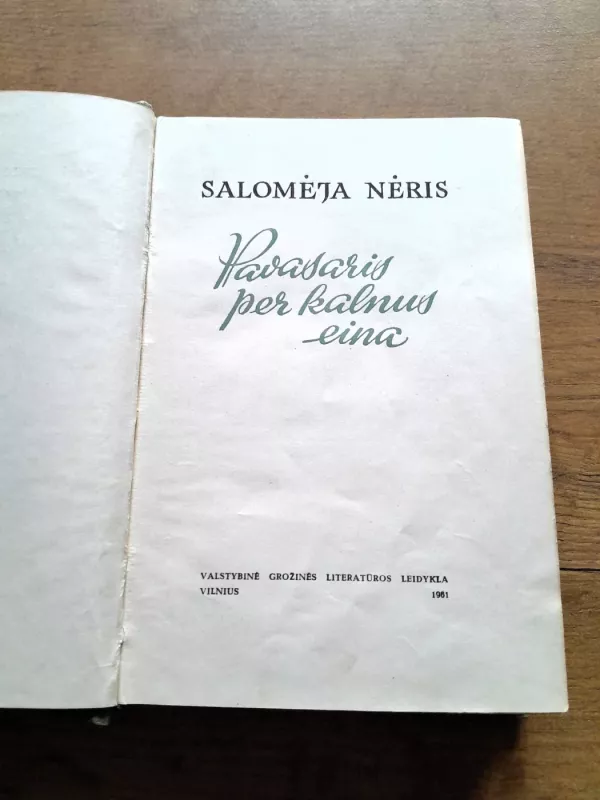 SALOMĖJA NĖRIS
Pavasaris
per kalnus
eina
VALSTYBINĖ GROŽINĖS LITERATŪROS LEIDYKLA
VILNIUS 1961